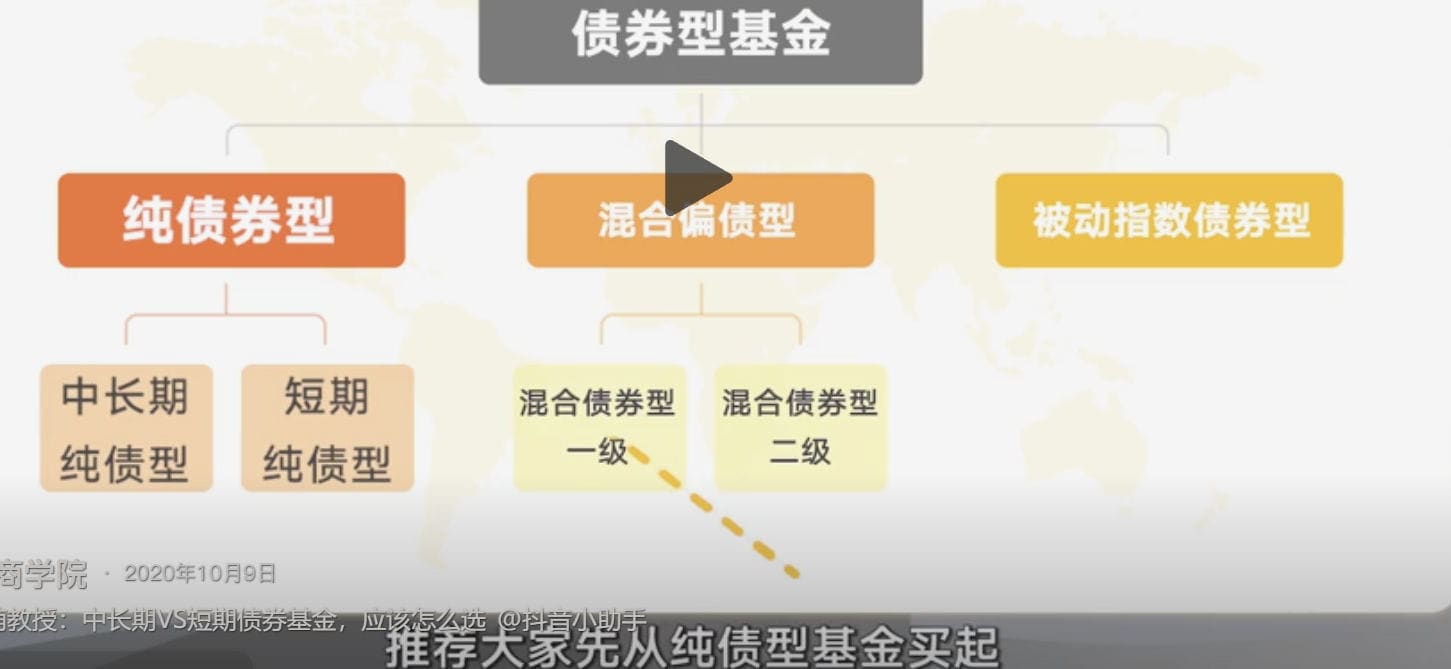 债券型基金
纯债券型
混合偏债型
被动指数债券型
中长期
纯债型
短期
纯债型
混合债券型
一级
混合债券型
二级
商学院 · 2020年10月9日
教授：中长期VS短期债券基金，应该怎么选 @抖音小助手
推荐大家先从纯债型基金买起